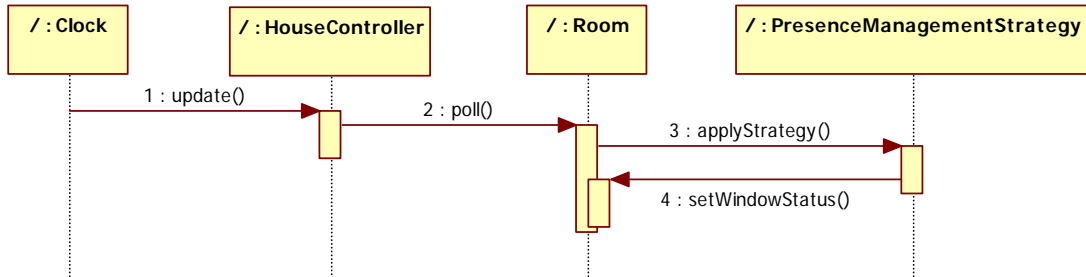 / : Clock
/ : HouseController
/ : Room
/ : PresenceManagementStrategy
1 : update()
2 : poll()
3 : applyStrategy()
4 : setWindowStatus()